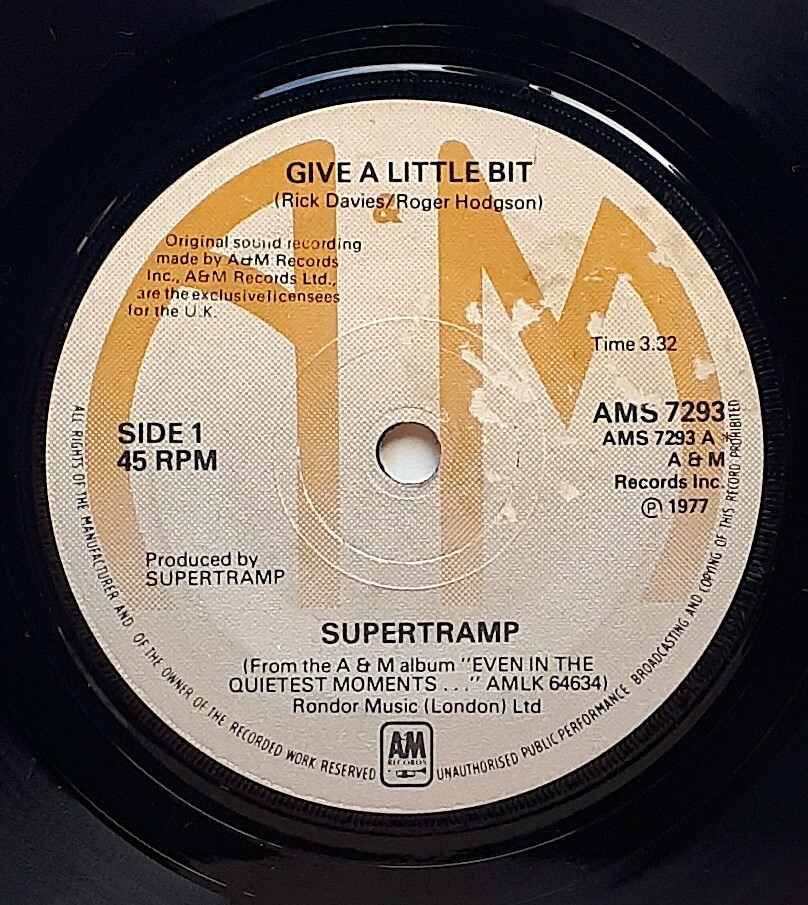 GIVE A LITTLE BIT
(Rick Davies/Roger Hodgson)
&
Original sound recording
made by A&M Records
Inc., A&M Records Ltd.,
are the exclusive licensees
for the U.K.
Time 3.32
SIDE 1
45 RPM
AMS 7293
AMS 7293 A *
A & M
Records Inc.
Ⓟ 1977
Produced by
SUPERTRAMP
SUPERTRAMP
(From the A & M album "EVEN IN THE
QUIETEST MOMENTS . . ." AMLK 64634)
Rondor Music (London) Ltd
AM
RECORDS
ALL RIGHTS OF THE MANUFACTURER AND OF THE OWNER OF THE RECORDED WORK RESERVED
UNAUTHORISED PUBLIC PERFORMANCE BROADCASTING AND COPYING OF THIS RECORD PROHIBITED